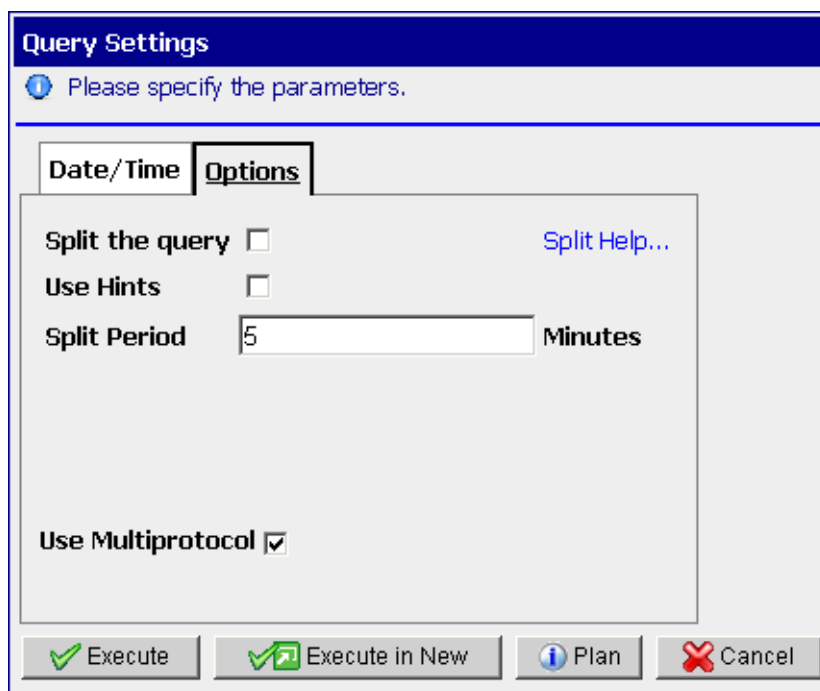 Query Settings
Please specify the parameters.
Date/Time Options
Split the query Split Help...
Use Hints
Split Period 5 Minutes
Use Multiprotocol
Execute Execute in New Plan Cancel